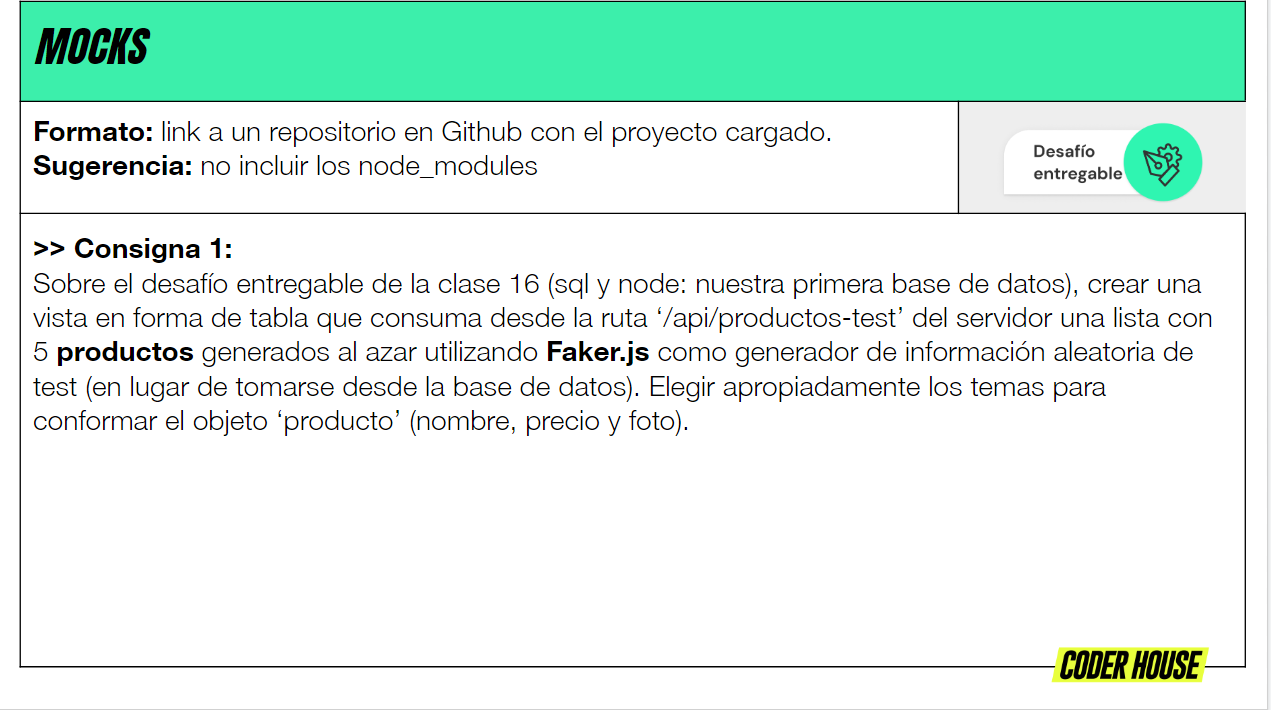 MOCKS
Formato: link a un repositorio en Github con el proyecto cargado.
Sugerencia: no incluir los node_modules
Desafío
entregable
>> Consigna 1:
Sobre el desafío entregable de la clase 16 (sql y node: nuestra primera base de datos), crear una
vista en forma de tabla que consuma desde la ruta ‘/api/productos-test’ del servidor una lista con
5 productos generados al azar utilizando Faker.js como generador de información aleatoria de
test (en lugar de tomarse desde la base de datos). Elegir apropiadamente los temas para
conformar el objeto ‘producto’ (nombre, precio y foto).
CODER HOUSE